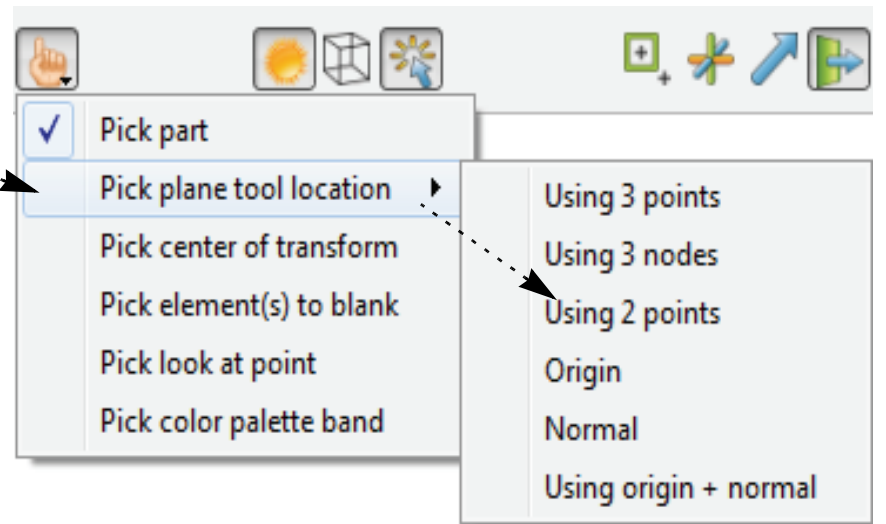 Pick part
Pick plane tool location
Pick center of transform
Pick element(s) to blank
Pick look at point
Pick color palette band
Using 3 points
Using 3 nodes
Using 2 points
Origin
Normal
Using origin + normal